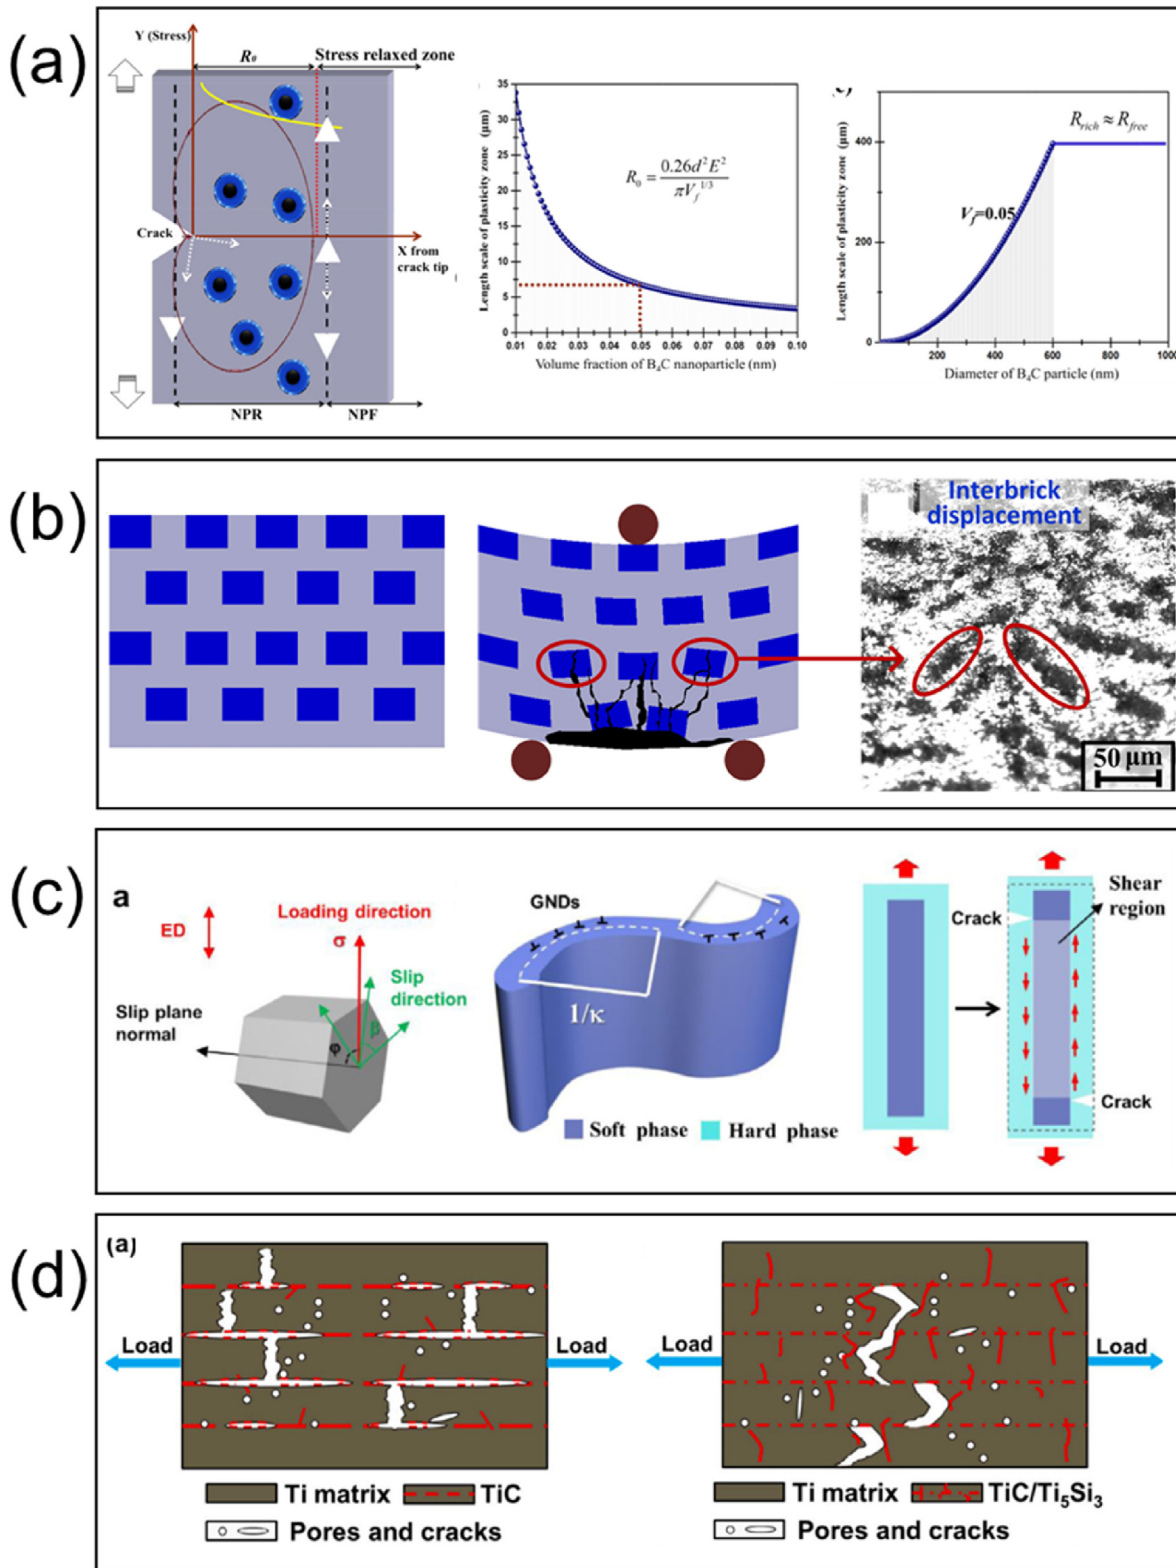 (a)
Y (Stress)
R₀
Stress relaxed zone
Crack
X from
crack tip
NPR
NPF
Length scale of plasticity zone (μm)
35
30
25
20
15
10
5
0
R₀ = 0.26d²E² / πV_f^1/3
0.01 0.02 0.03 0.04 0.05 0.06 0.07 0.08 0.09 0.10
Volume fraction of B₄C nanoparticle (nm)
Length scale of plasticity zone (μm)
400
200
0
R_rich ≈ R_free
V_f=0.05
200 400 600 800 1000
Diameter of B₄C particle (nm)
(b)
Interbrick
displacement
50 μm
(c)
a
ED
Loading direction
σ
Slip
direction
Slip plane
normal
φ
β
GNDs
1/κ
Soft phase
Hard phase
Crack
Shear
region
Crack
(d)
(a)
Load
Load
Load
Load
Ti matrix
TiC
Pores and cracks
Ti matrix
TiC/Ti₅Si₃
Pores and cracks